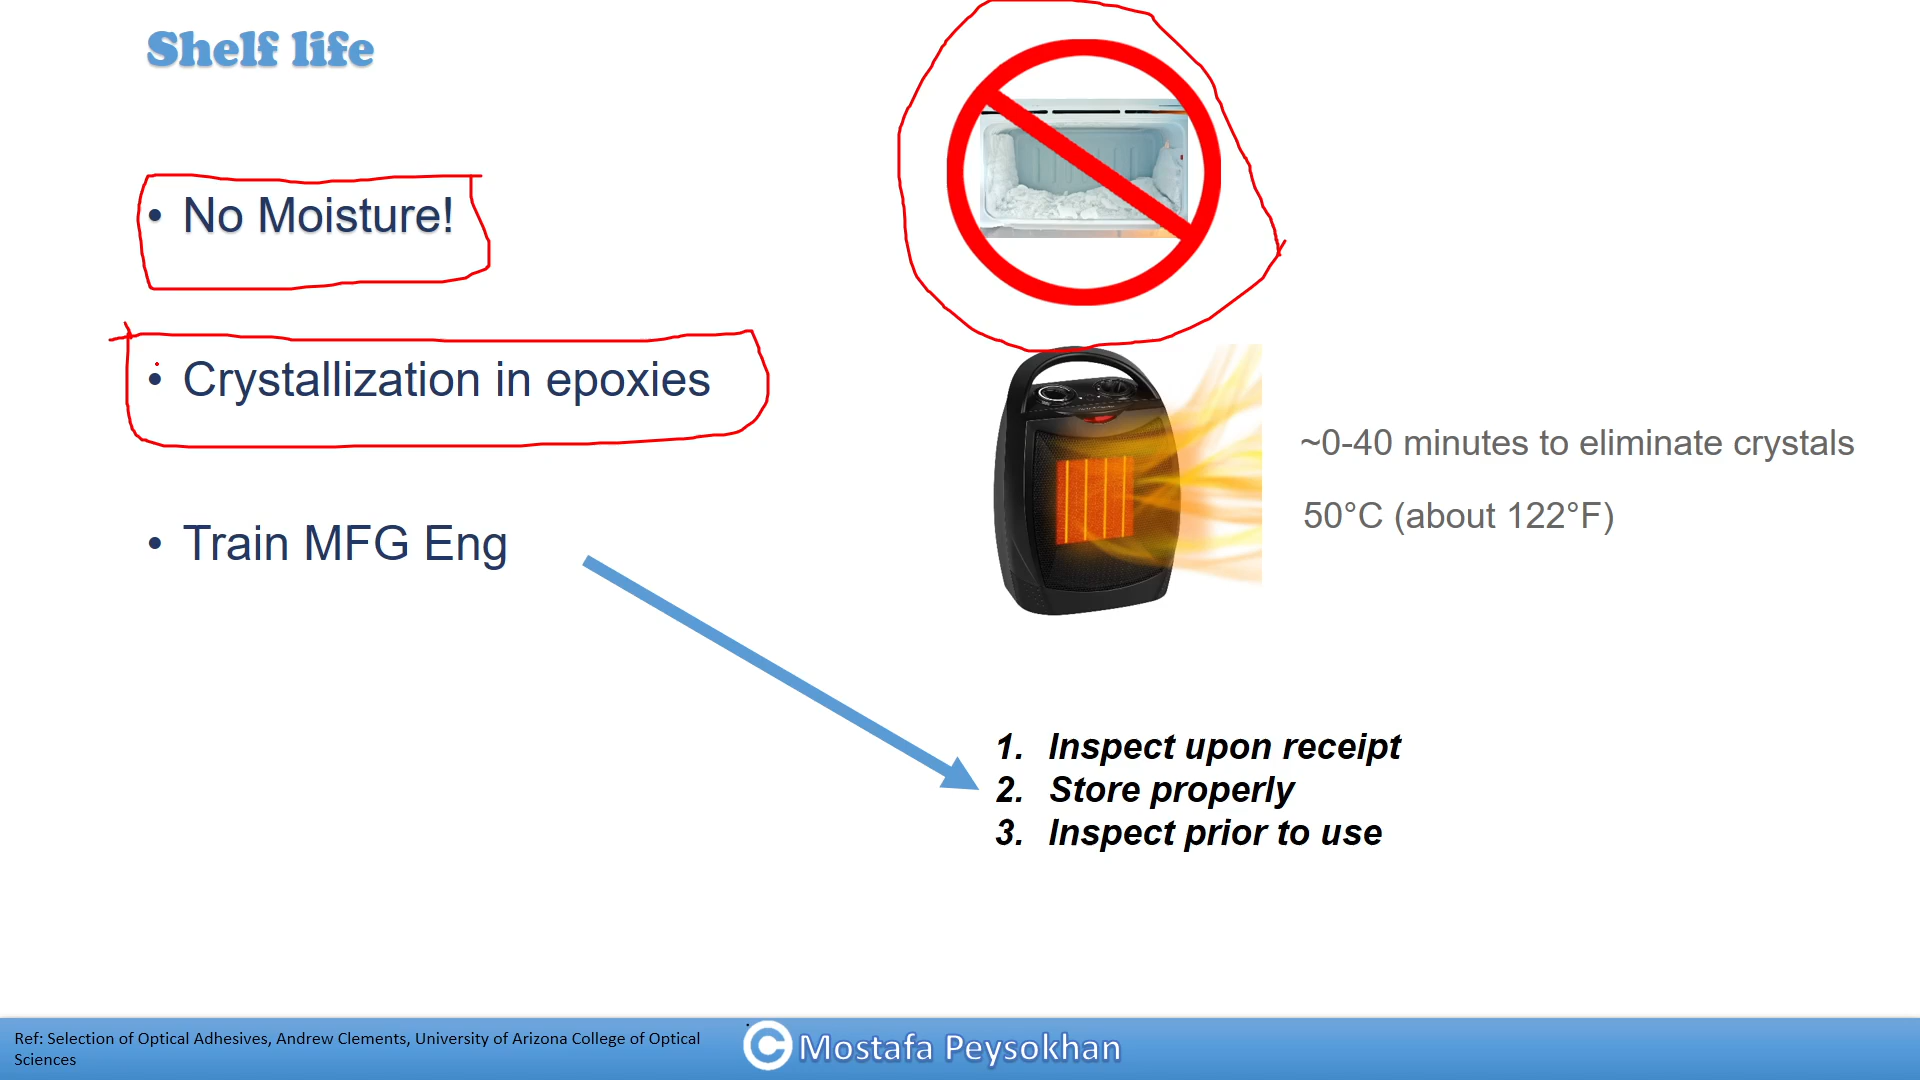 Shelf life
• No Moisture!
• Crystallization in epoxies
~0-40 minutes to eliminate crystals
50°C (about 122°F)
• Train MFG Eng
1. Inspect upon receipt
2. Store properly
3. Inspect prior to use
Ref: Selection of Optical Adhesives, Andrew Clements, University of Arizona College of Optical
Sciences
© Mostafa Peysokhan